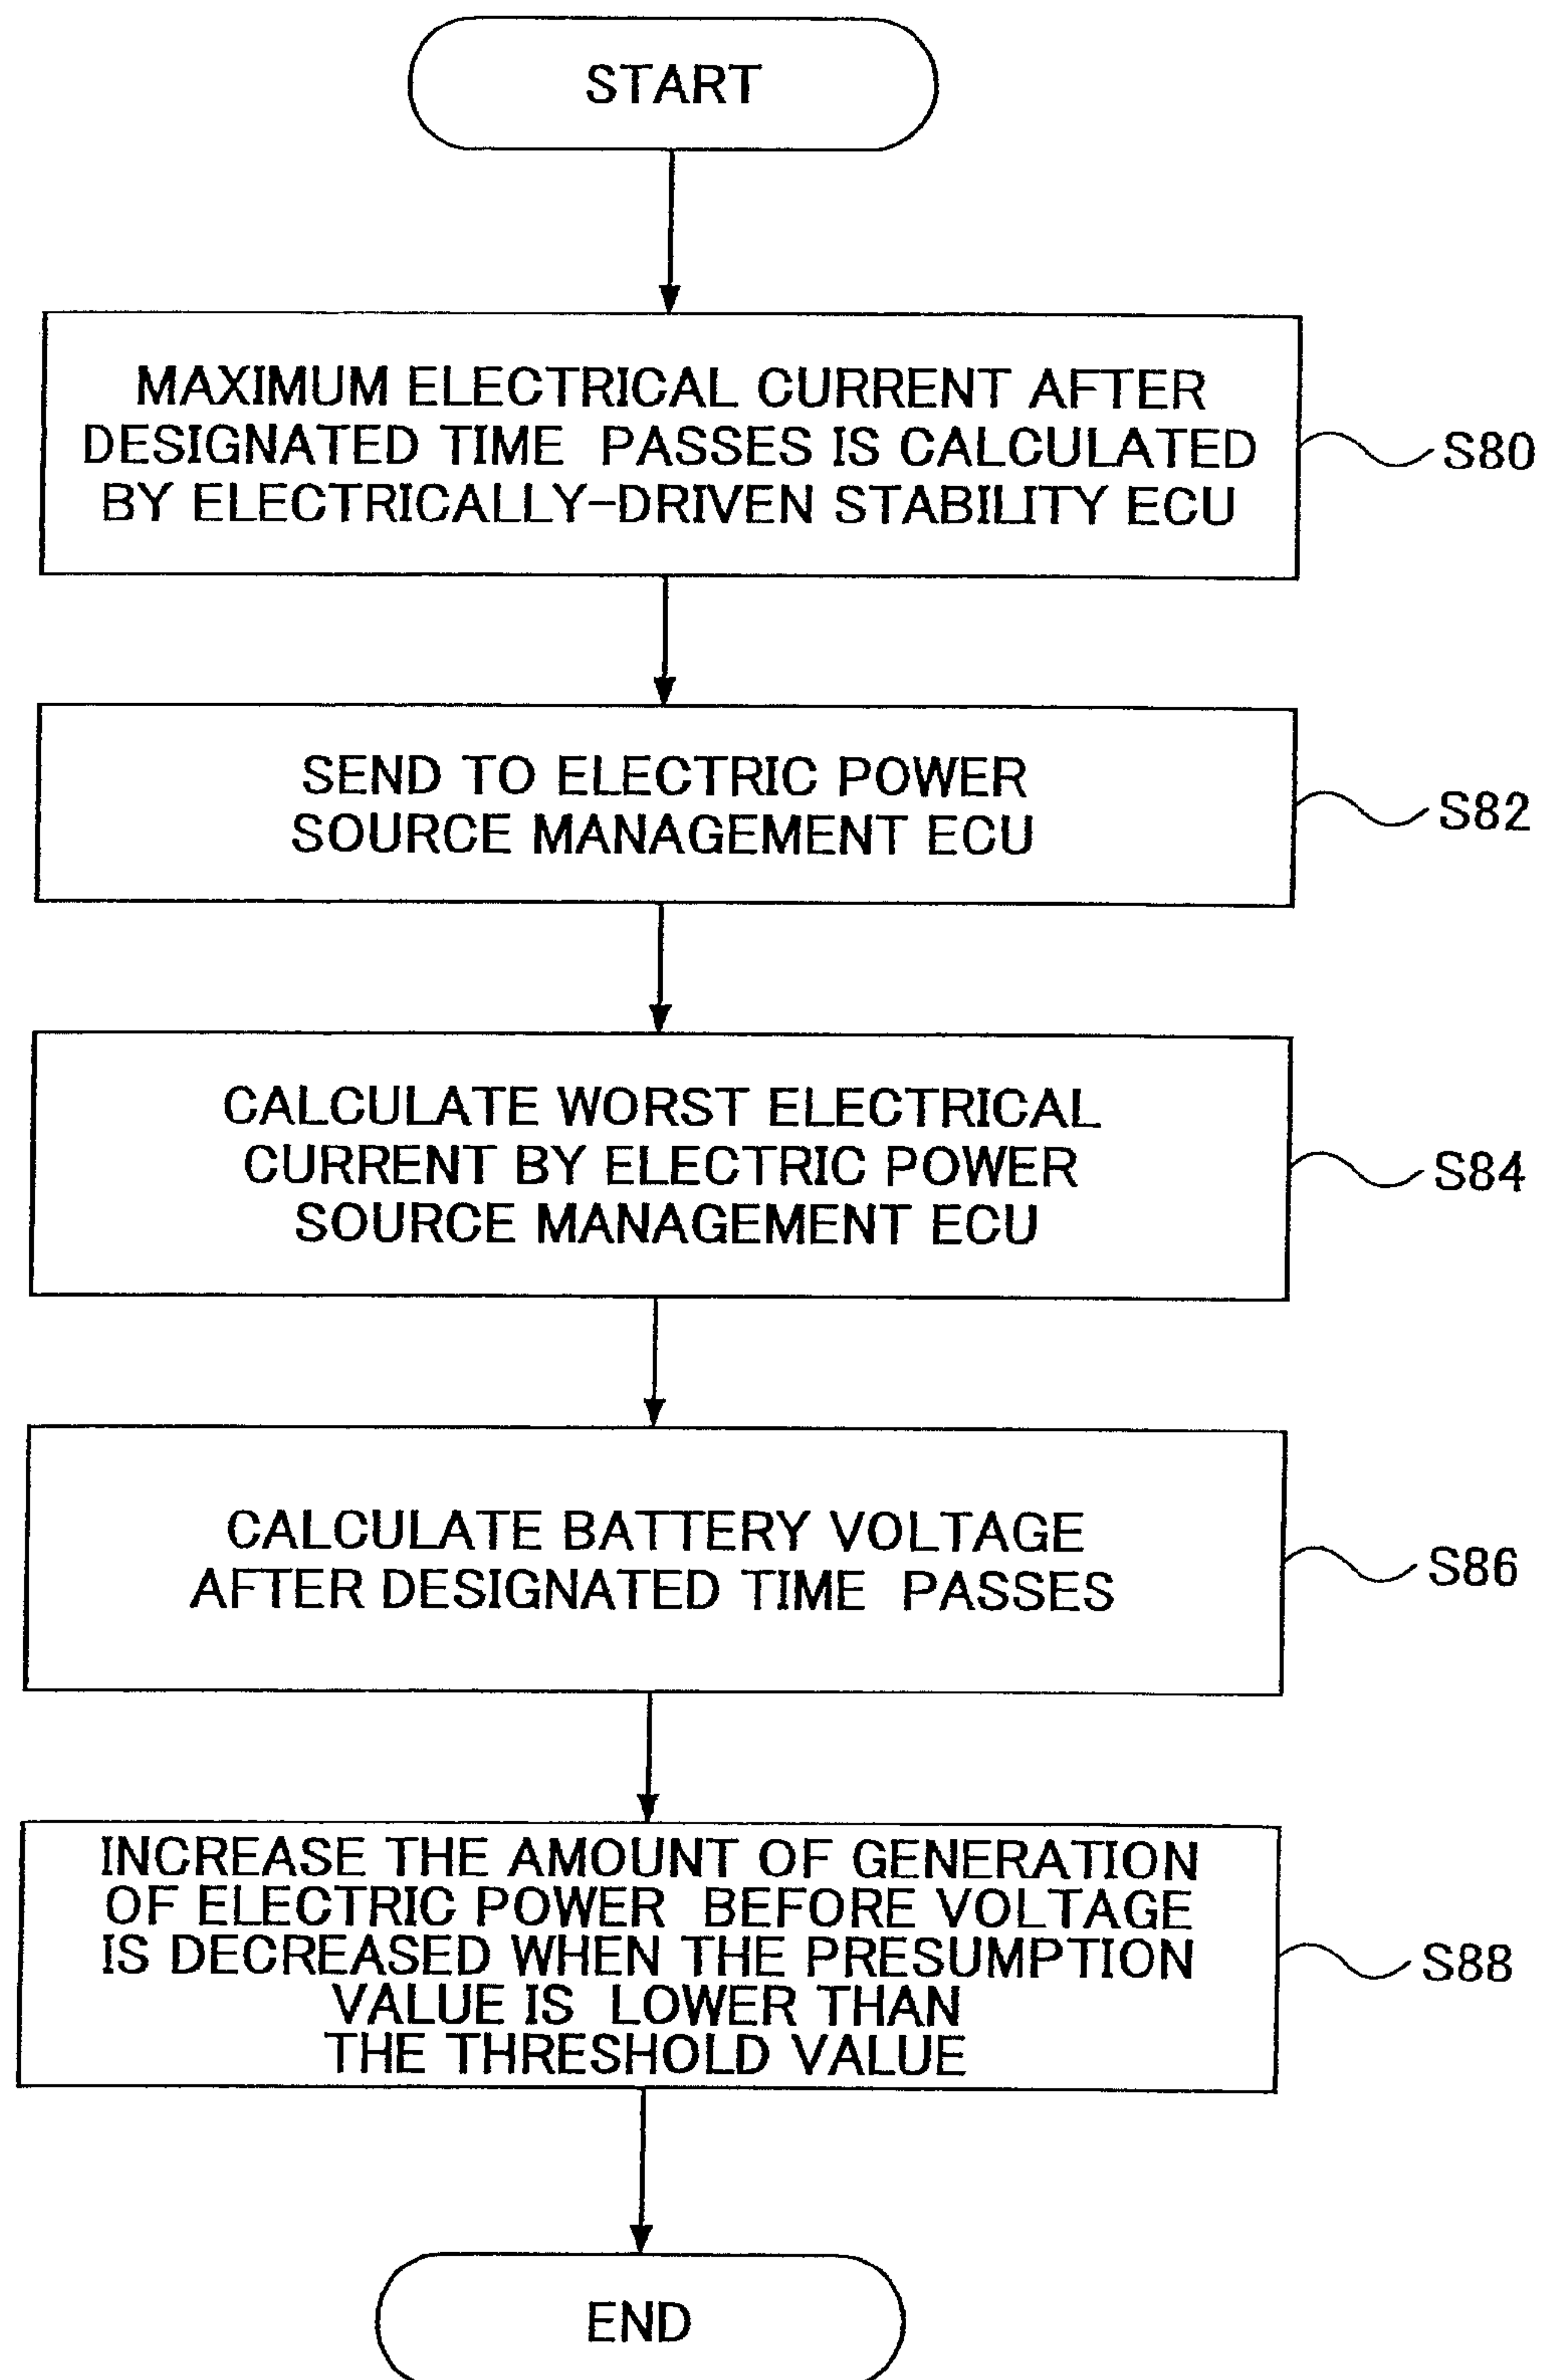 START
MAXIMUM ELECTRICAL CURRENT AFTER
DESIGNATED TIME PASSES IS CALCULATED
BY ELECTRICALLY-DRIVEN STABILITY ECU
S80
SEND TO ELECTRIC POWER
SOURCE MANAGEMENT ECU
S82
CALCULATE WORST ELECTRICAL
CURRENT BY ELECTRIC POWER
SOURCE MANAGEMENT ECU
S84
CALCULATE BATTERY VOLTAGE
AFTER DESIGNATED TIME PASSES
S86
INCREASE THE AMOUNT OF GENERATION
OF ELECTRIC POWER BEFORE VOLTAGE
IS DECREASED WHEN THE PRESUMPTION
VALUE IS LOWER THAN
THE THRESHOLD VALUE
S88
END